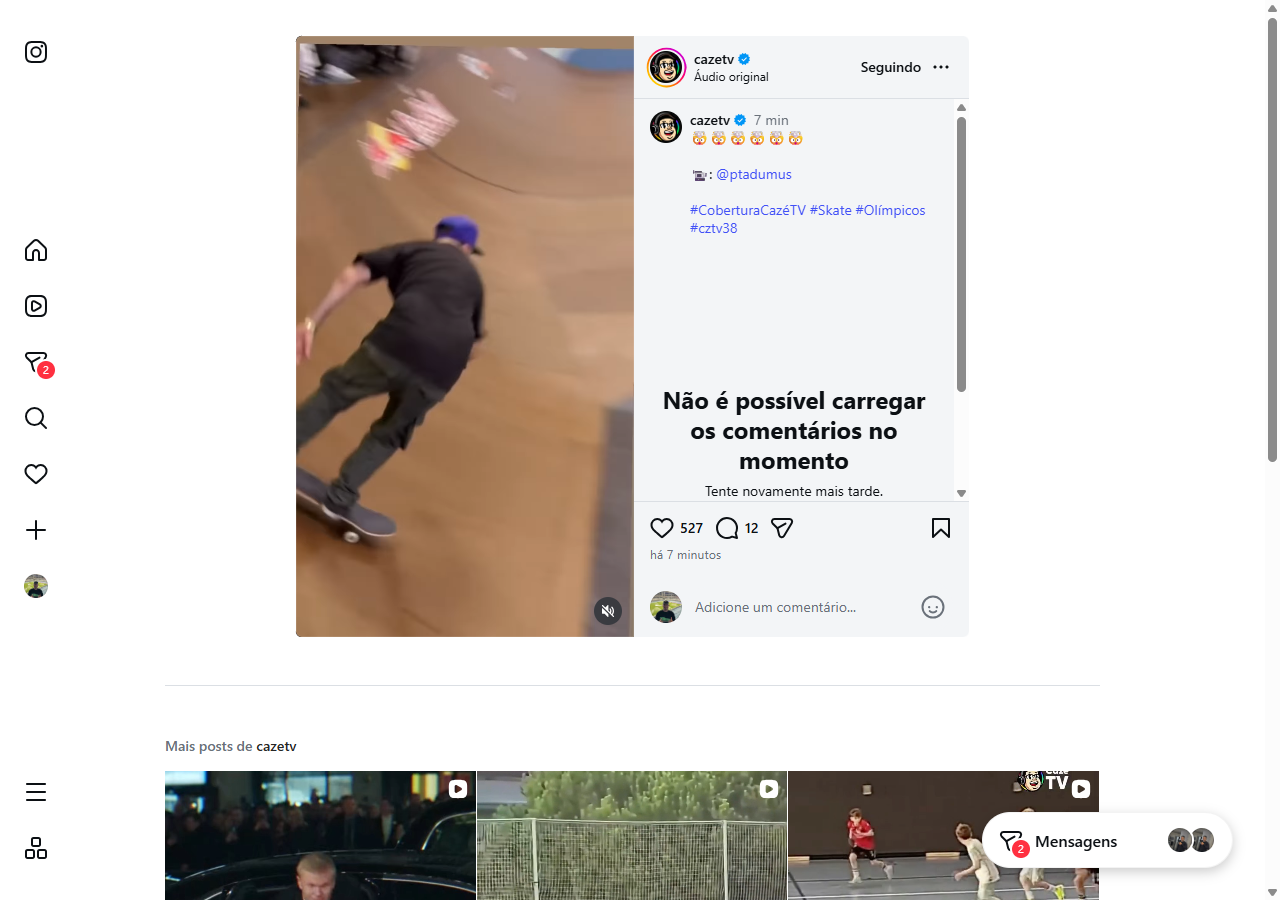 cazetv
Áudio original
Seguindo
cazetv 7 min
🤯🤯🤯🤯🤯🤯
📹: @ptadumus
#CoberturaCazéTV #Skate #Olímpicos
#cztv38
Não é possível carregar
os comentários no
momento
Tente novamente mais tarde.
527
12
há 7 minutos
Adicione um comentário...
2
Mais posts de cazetv
TV
2
Mensagens